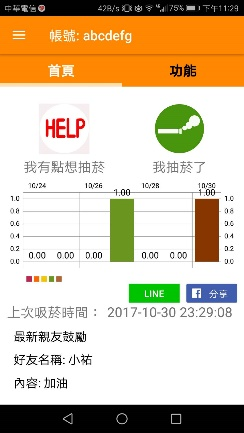 中華電信 42B/s 75% 下午11:29
帳號: abcdefg
首頁 功能
HELP
我有點想抽菸 我抽菸了
10/24 10/26 10/28 10/30
1.00 1.00
1.0 1.0
0.8 0.8
0.6 0.6
0.4 0.4
0.2 0.2
0.00 0.00 0.00 0.00
0.0 0.0
LINE 分享
上次吸菸時間： 2017-10-30 23:29:08
最新親友鼓勵
好友名稱: 小祐
內容: 加油